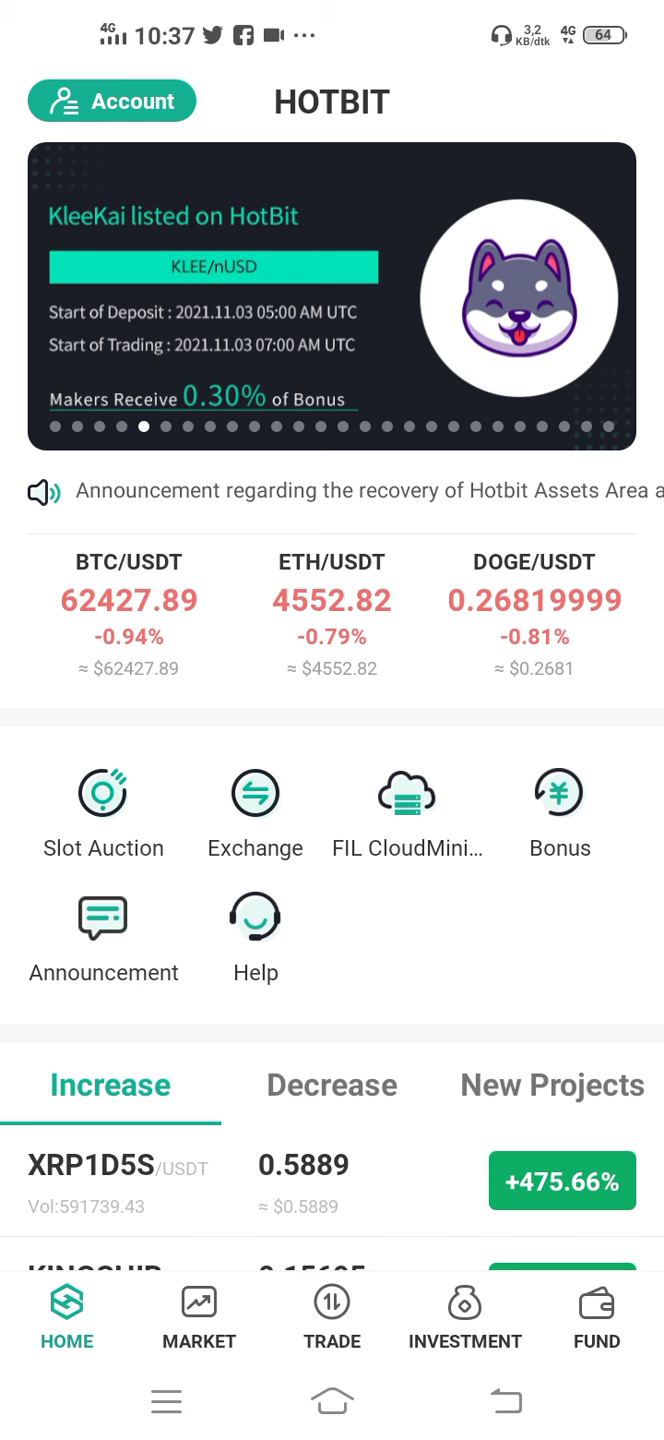 4G 10:37 ··· 3,2 KB/dtk 4G 64
Account HOTBIT
KleeKai listed on HotBit
KLEE/nUSD
Start of Deposit : 2021.11.03 05:00 AM UTC
Start of Trading : 2021.11.03 07:00 AM UTC
Makers Receive 0.30% of Bonus
Announcement regarding the recovery of Hotbit Assets Area a
BTC/USDT ETH/USDT DOGE/USDT
62427.89 4552.82 0.26819999
-0.94% -0.79% -0.81%
≈ $62427.89 ≈ $4552.82 ≈ $0.2681
Slot Auction Exchange FIL CloudMini... Bonus
Announcement Help
Increase Decrease New Projects
XRP1D5S/USDT 0.5889 +475.66%
Vol:591739.43 ≈ $0.5889
HOME MARKET TRADE INVESTMENT FUND